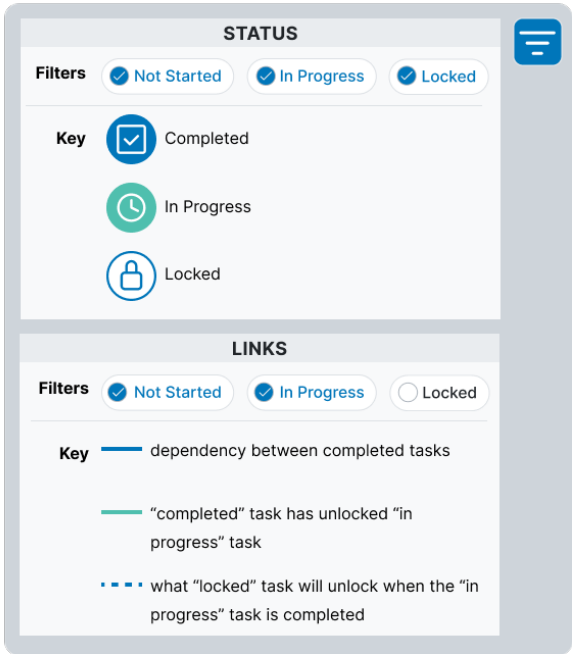 STATUS
Filters Not Started In Progress Locked
Key Completed
In Progress
Locked
LINKS
Filters Not Started In Progress Locked
Key dependency between completed tasks
“completed” task has unlocked “in
progress” task
what “locked” task will unlock when the “in
progress” task is completed